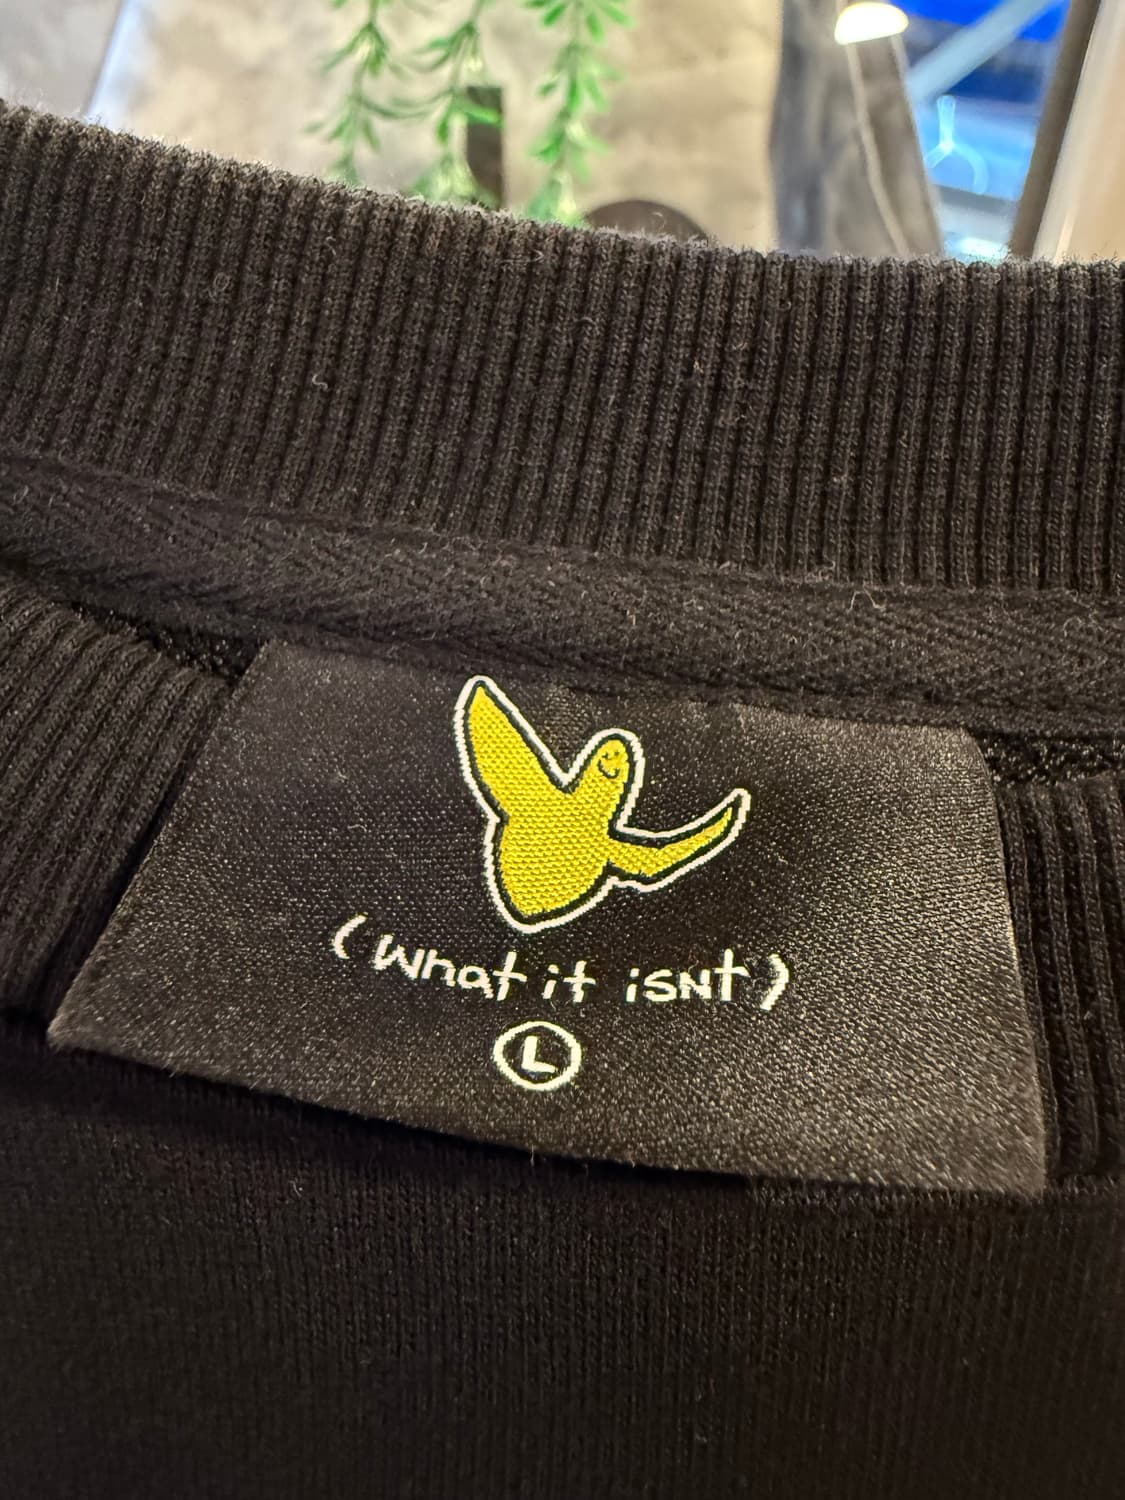 (What it isNt)
L